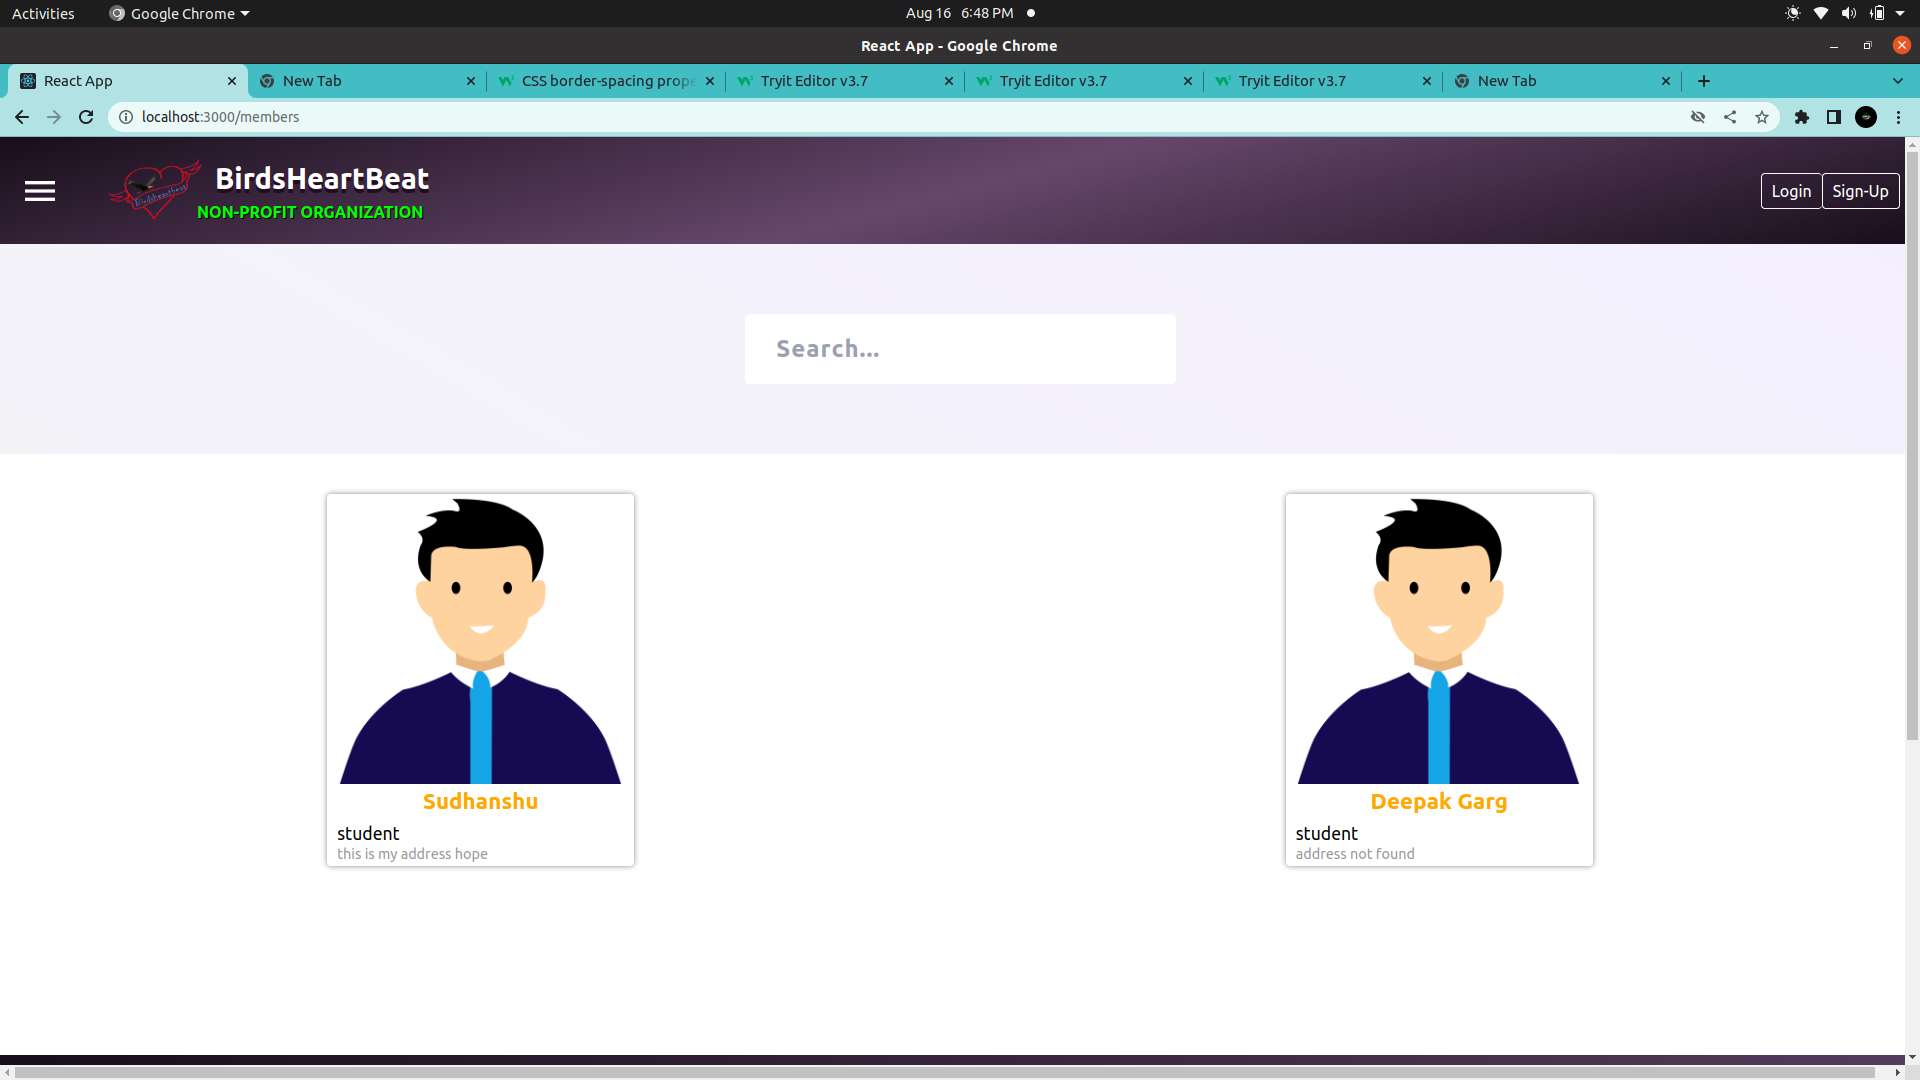 Activities
Google Chrome
Aug 16 6:48 PM
React App - Google Chrome
React App
New Tab
CSS border-spacing prope
Tryit Editor v3.7
Tryit Editor v3.7
Tryit Editor v3.7
New Tab
localhost:3000/members
Birdsheartbeat
BirdsHeartBeat
NON-PROFIT ORGANIZATION
Login
Sign-Up
Search...
Sudhanshu
student
this is my address hope
Deepak Garg
student
address not found